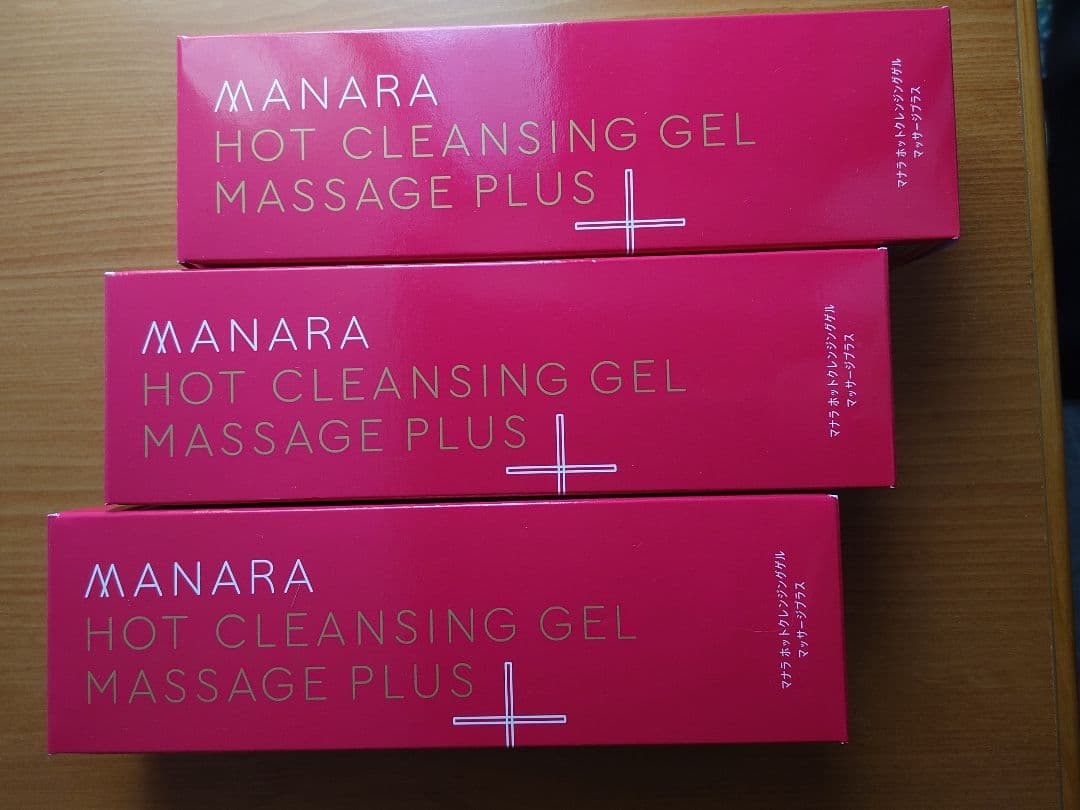 MANARA
HOT CLEANSING GEL
MASSAGE PLUS
マナラ ホットクレンジングゲル
マッサージプラス
MANARA
HOT CLEANSING GEL
MASSAGE PLUS
マナラ ホットクレンジングゲル
マッサージプラス
MANARA
HOT CLEANSING GEL
MASSAGE PLUS
マナラ ホットクレンジングゲル
マッサージプラス